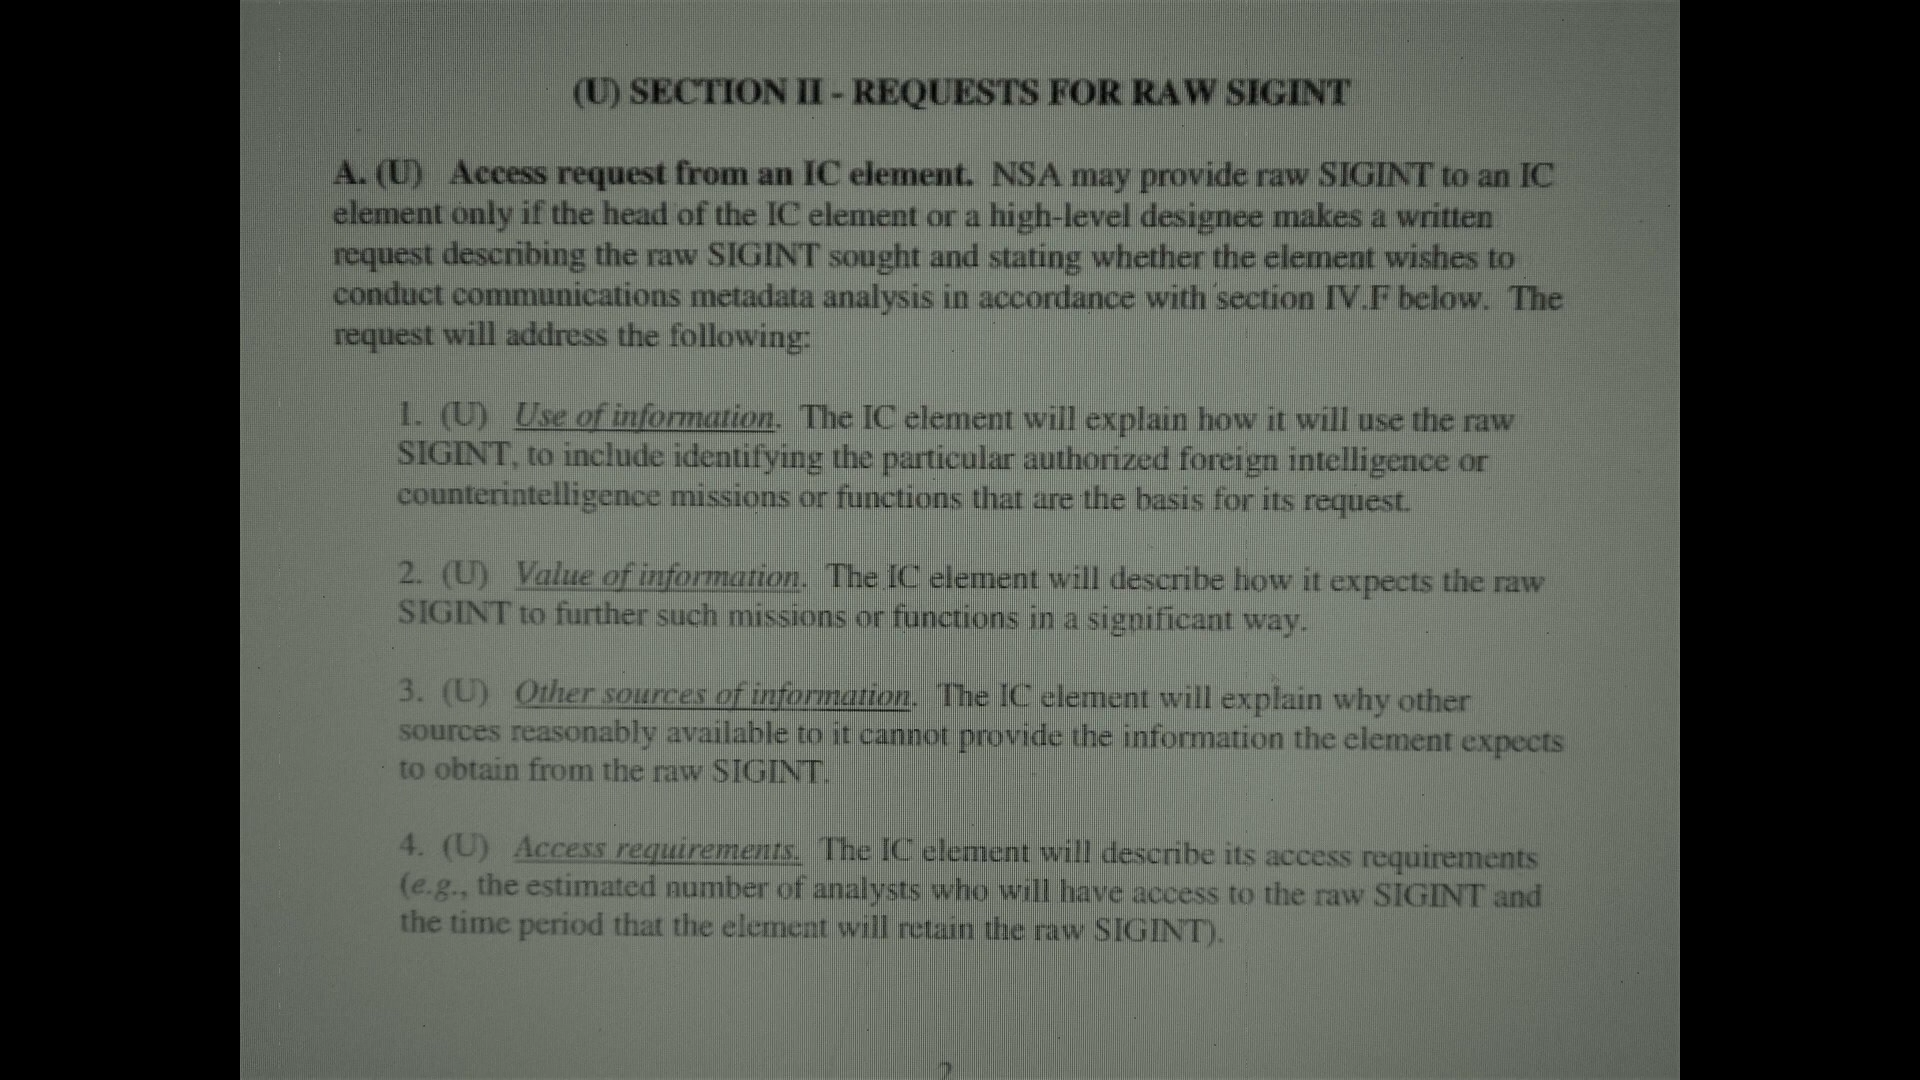 (U) SECTION II - REQUESTS FOR RAW SIGINT
A. (U) Access request from an IC element. NSA may provide raw SIGINT to an IC
element only if the head of the IC element or a high-level designee makes a written
request describing the raw SIGINT sought and stating whether the element wishes to
conduct communications metadata analysis in accordance with section IV.F below. The
request will address the following:
1. (U) Use of information. The IC element will explain how it will use the raw
SIGINT, to include identifying the particular authorized foreign intelligence or
counterintelligence missions or functions that are the basis for its request.
2. (U) Value of information. The IC element will describe how it expects the raw
SIGINT to further such missions or functions in a significant way.
3. (U) Other sources of information. The IC element will explain why other
sources reasonably available to it cannot provide the information the element expects
to obtain from the raw SIGINT.
4. (U) Access requirements. The IC element will describe its access requirements
(e.g., the estimated number of analysts who will have access to the raw SIGINT and
the time period that the element will retain the raw SIGINT).